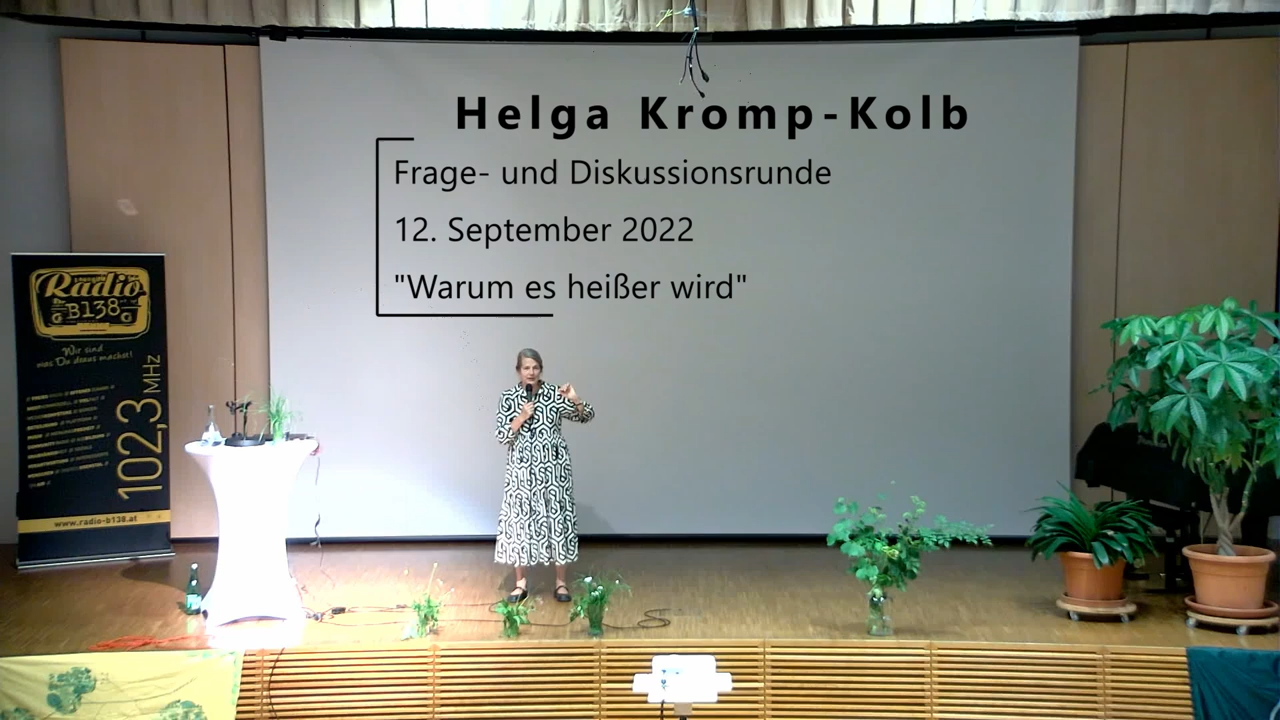 Helga Kromp-Kolb
Frage- und Diskussionsrunde
12. September 2022
"Warum es heißer wird"
Radio
B138
Wir sind
was Du draus machst!
102,3 MHz
www.radio-b138.at